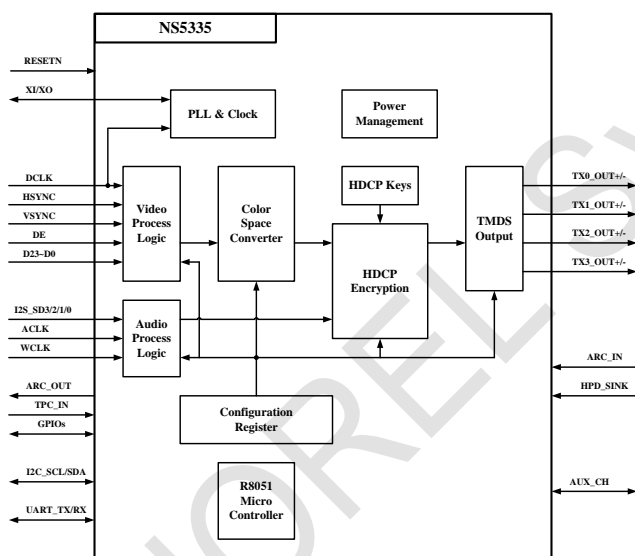 NS5335
RESETN
XI/XO
PLL & Clock
Power
Management
DCLK
HSYNC
VSYNC
DE
D23~D0
Video
Process
Logic
Color
Space
Converter
HDCP Keys
HDCP
Encryption
TMDS
Output
TX0_OUT+/-
TX1_OUT+/-
TX2_OUT+/-
TX3_OUT+/-
I2S_SD3/2/1/0
ACLK
WCLK
Audio
Process
Logic
ARC_OUT
TPC_IN
GPIOs
Configuration
Register
ARC_IN
HPD_SINK
I2C_SCL/SDA
UART_TX/RX
R8051
Micro
Controller
AUX_CH